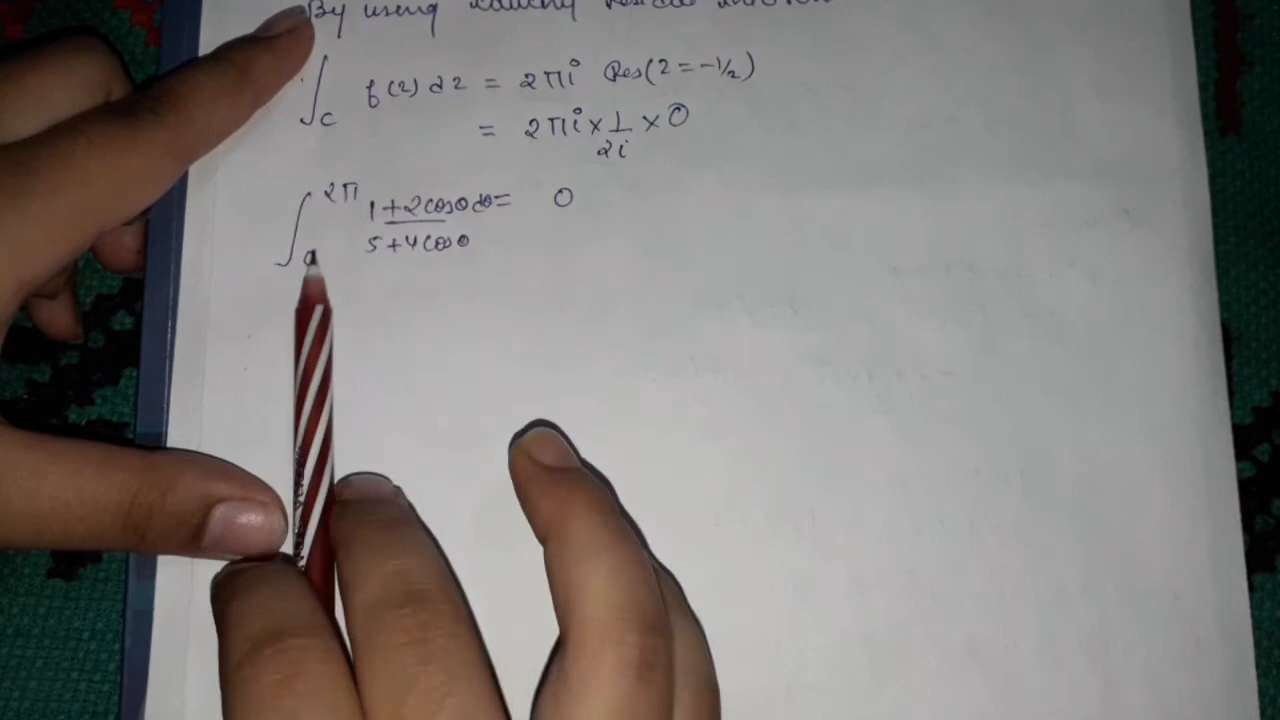 By using
∫c f(z) dz = 2πi Res(z = -1/2)
= 2πi × 1/2i × 0
∫0 2π 1+2cosθ dθ / 5+4cosθ = 0